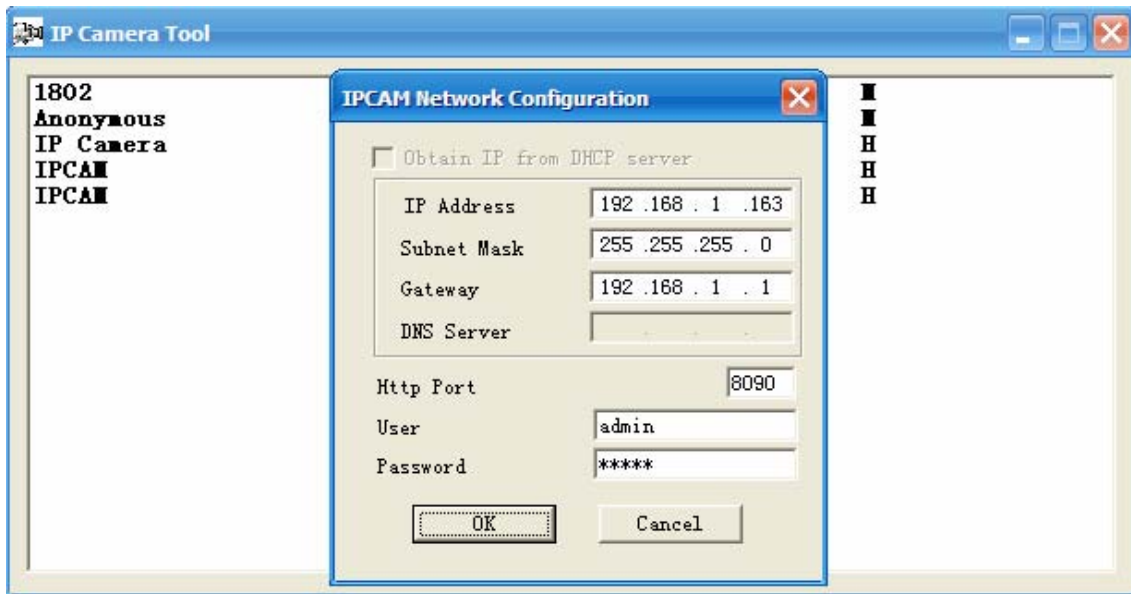 IP Camera Tool
1802
Anonymous
IP Camera
IPCAM
IPCAM
H
H
H
IPCAM Network Configuration
Obtain IP from DHCP server
IP Address 192 .168 . 1 .163
Subnet Mask 255 .255 .255 . 0
Gateway 192 .168 . 1 . 1
DNS Server . . .
Http Port 8090
User admin
Password *****
OK Cancel